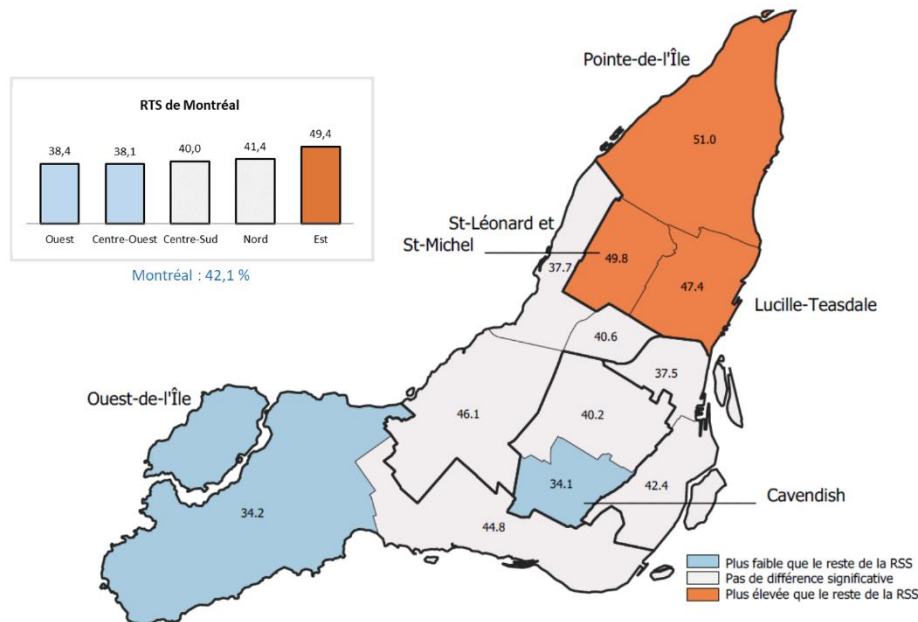 Pointe-de-l'Île
RTS de Montréal
38,4
38,1
40,0
41,4
49,4
Ouest
Centre-Ouest
Centre-Sud
Nord
Est
Montréal : 42,1 %
51.0
St-Léonard et
St-Michel
37.7
49.8
47.4
Lucille-Teasdale
40.6
37.5
Ouest-de-l'Île
46.1
40.2
34.1
42.4
Cavendish
34.2
44.8
Plus faible que le reste de la RSS
Pas de différence significative
Plus élevée que le reste de la RSS